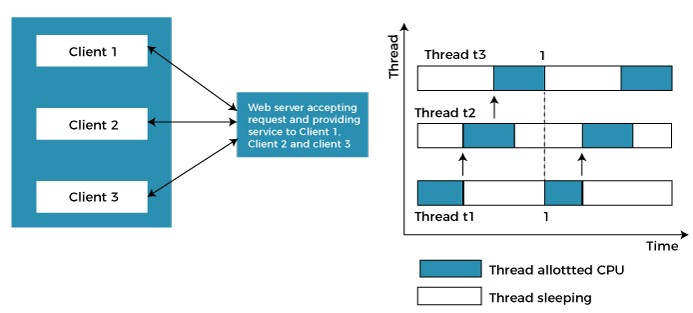 Client 1
Client 2
Client 3
Web server accepting
request and providing
service to Client 1.
Client 2 and client 3
Thread
Thread t3
1
Thread t2
Thread t1
1
Time
Thread allottted CPU
Thread sleeping